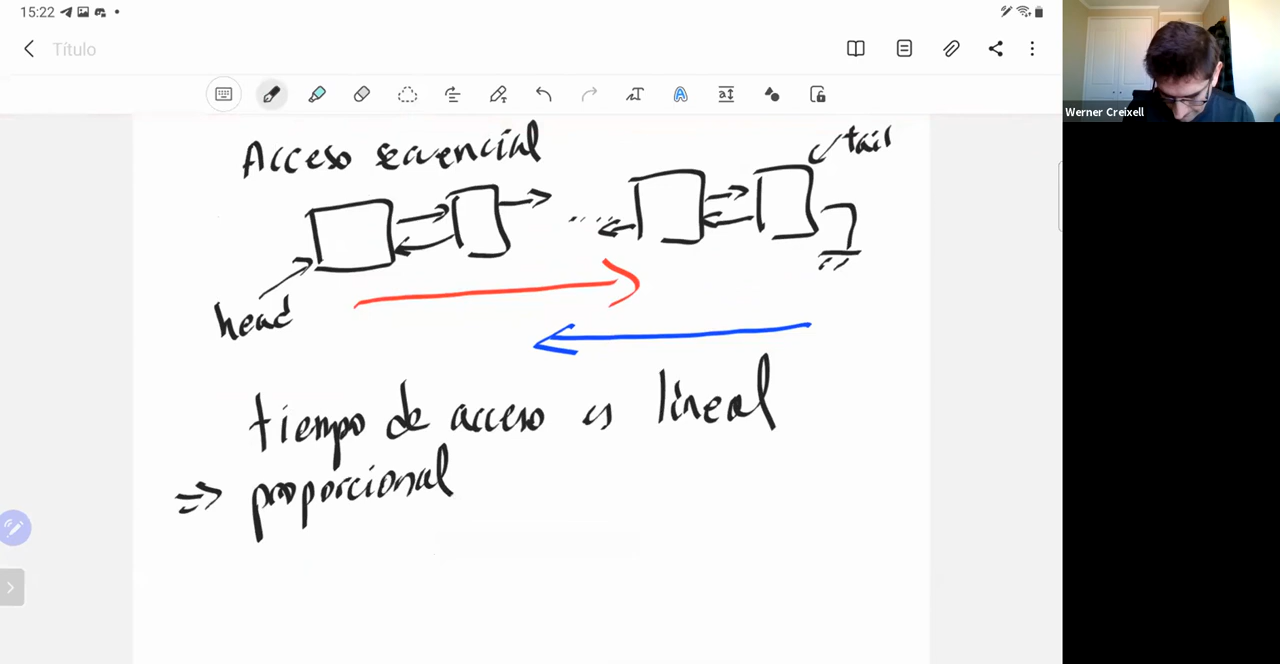 15:22
Título
Werner Creixell
Acceso secuencial
tail
head
tiempo de acceso es lineal
=> proporcional